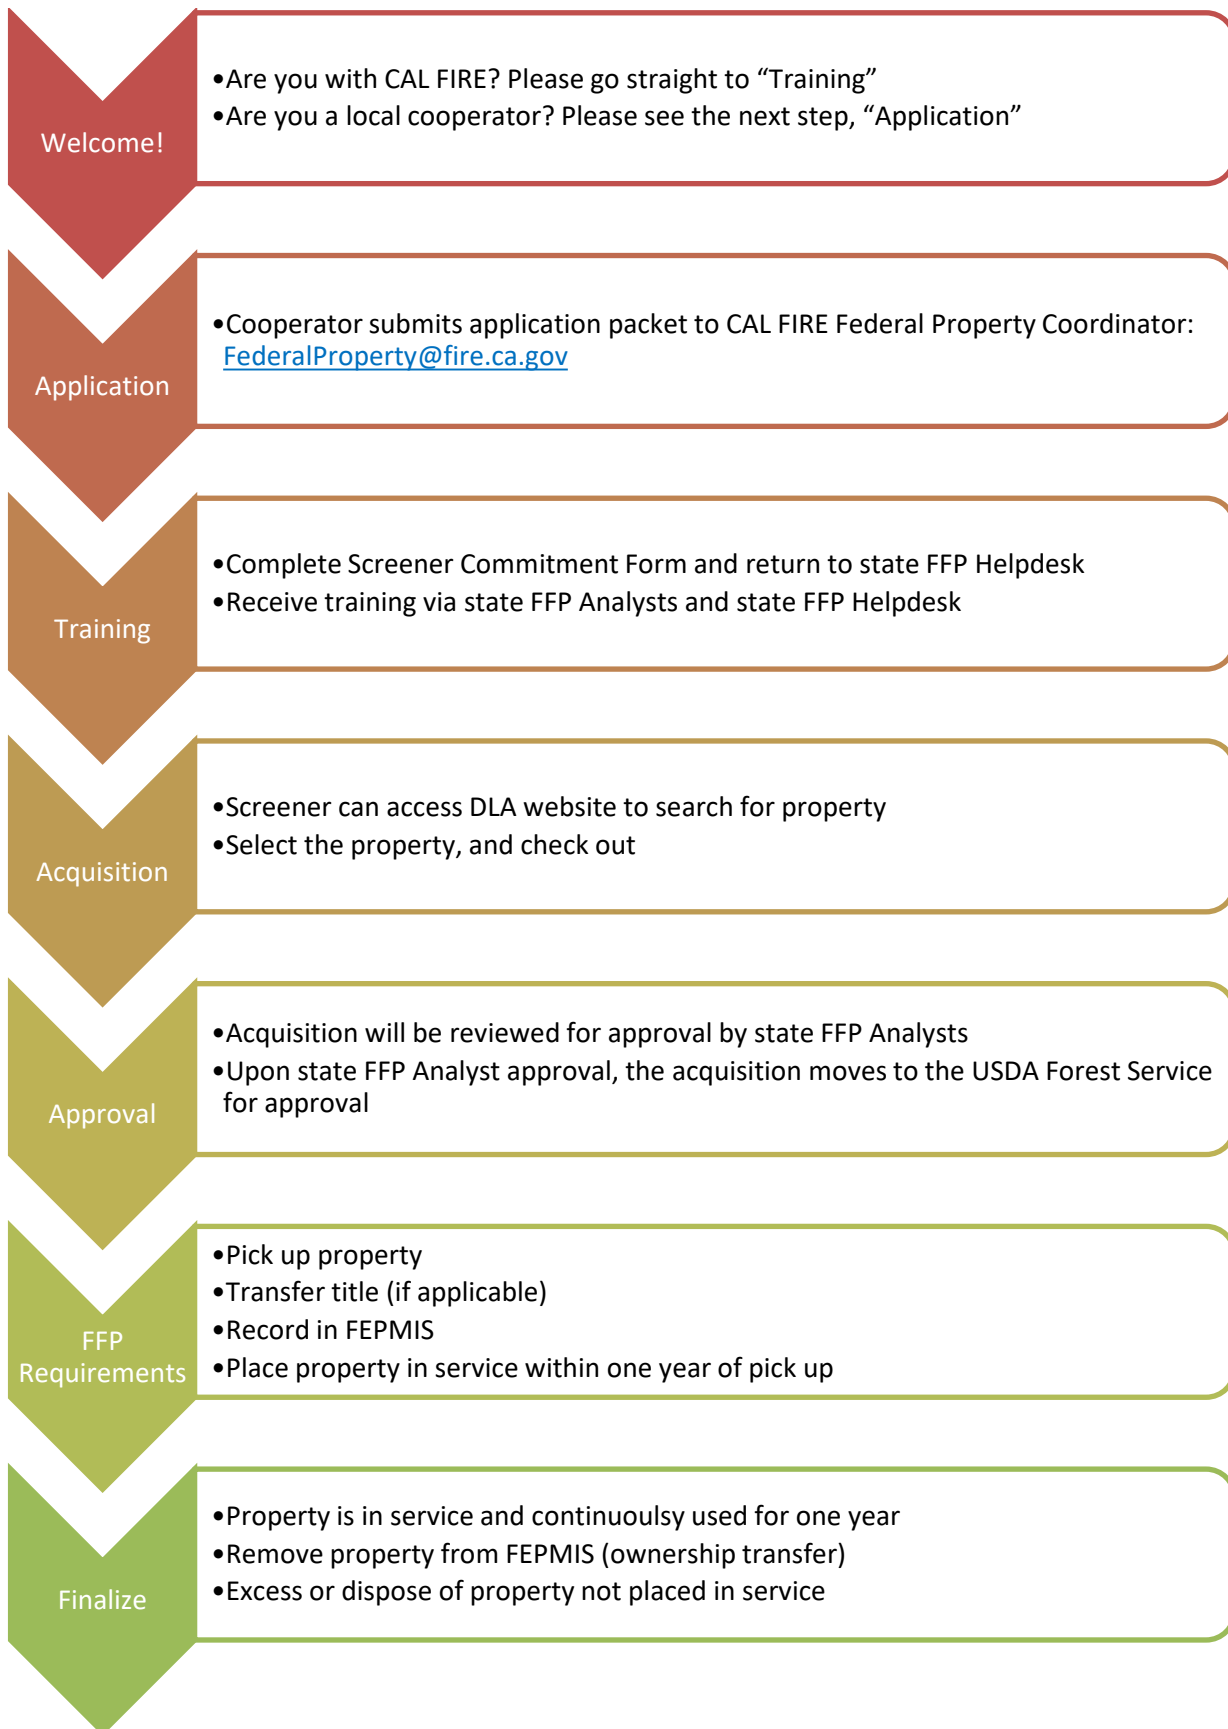 Welcome!
•Are you with CAL FIRE? Please go straight to “Training”
•Are you a local cooperator? Please see the next step, “Application”
Application
•Cooperator submits application packet to CAL FIRE Federal Property Coordinator:
FederalProperty@fire.ca.gov
Training
•Complete Screener Commitment Form and return to state FFP Helpdesk
•Receive training via state FFP Analysts and state FFP Helpdesk
Acquisition
•Screener can access DLA website to search for property
•Select the property, and check out
Approval
•Acquisition will be reviewed for approval by state FFP Analysts
•Upon state FFP Analyst approval, the acquisition moves to the USDA Forest Service
for approval
FFP
Requirements
•Pick up property
•Transfer title (if applicable)
•Record in FEPMIS
•Place property in service within one year of pick up
Finalize
•Property is in service and continuoulsy used for one year
•Remove property from FEPMIS (ownership transfer)
•Excess or dispose of property not placed in service